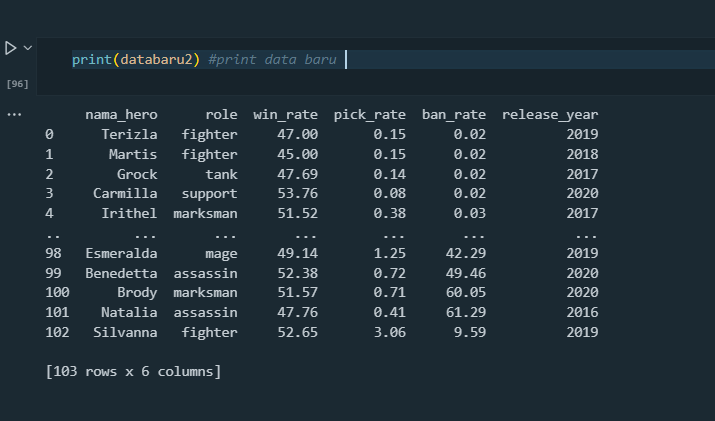 print(databaru2) #print data baru
[96]
... nama_hero role win_rate pick_rate ban_rate release_year
0 Terizla fighter 47.00 0.15 0.02 2019
1 Martis fighter 45.00 0.15 0.02 2018
2 Grock tank 47.69 0.14 0.02 2017
3 Carmilla support 53.76 0.08 0.02 2020
4 Irithel marksman 51.52 0.38 0.03 2017
.. ... ... ... ... ... ...
98 Esmeralda mage 49.14 1.25 42.29 2019
99 Benedetta assassin 52.38 0.72 49.46 2020
100 Brody marksman 51.57 0.71 60.05 2020
101 Natalia assassin 47.76 0.41 61.29 2016
102 Silvanna fighter 52.65 3.06 9.59 2019
[103 rows x 6 columns]